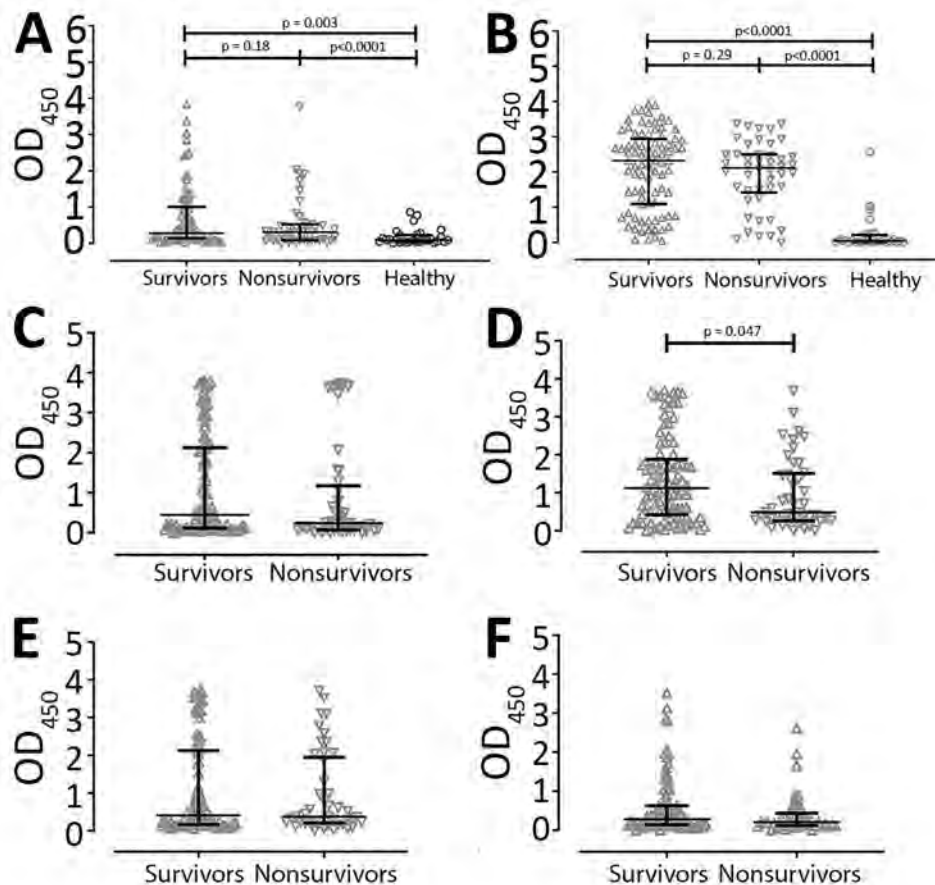 A
p = 0.003
p = 0.18
p<0.0001
OD450
6
5
4
3
2
1
0
Survivors
Nonsurvivors
Healthy
B
p<0.0001
p = 0.29
p<0.0001
OD450
6
5
4
3
2
1
0
Survivors
Nonsurvivors
Healthy
C
OD450
5
4
3
2
1
0
Survivors
Nonsurvivors
D
p = 0.047
OD450
5
4
3
2
1
0
Survivors
Nonsurvivors
E
OD450
5
4
3
2
1
0
Survivors
Nonsurvivors
F
OD450
5
4
3
2
1
0
Survivors
Nonsurvivors